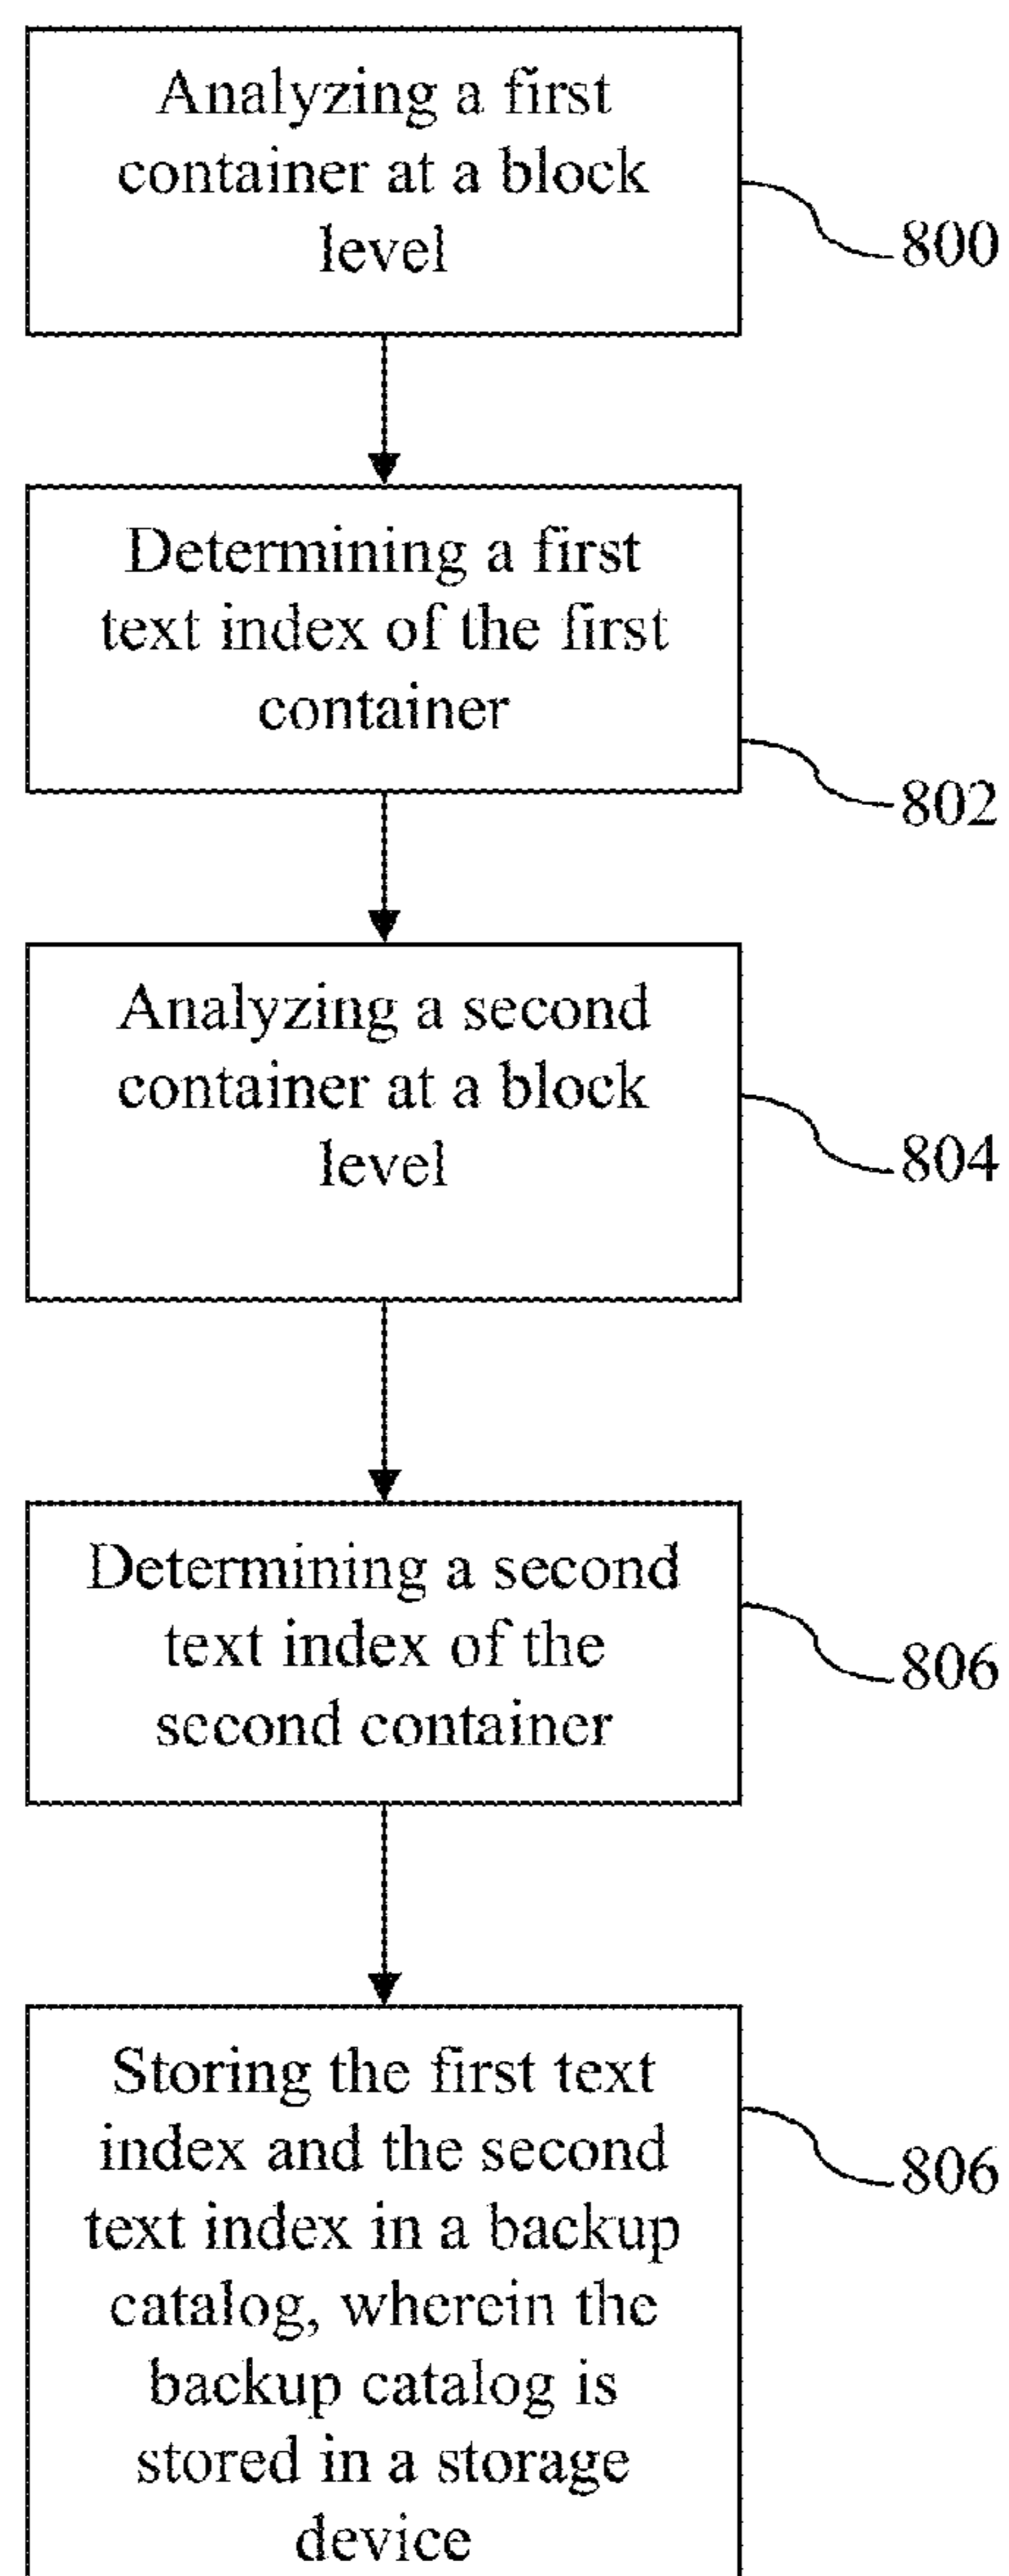 Analyzing a first
container at a block
level
800
Determining a first
text index of the first
container
802
Analyzing a second
container at a block
level
804
Determining a second
text index of the
second container
806
Storing the first text
index and the second
text index in a backup
catalog, wherein the
backup catalog is
stored in a storage
device
806